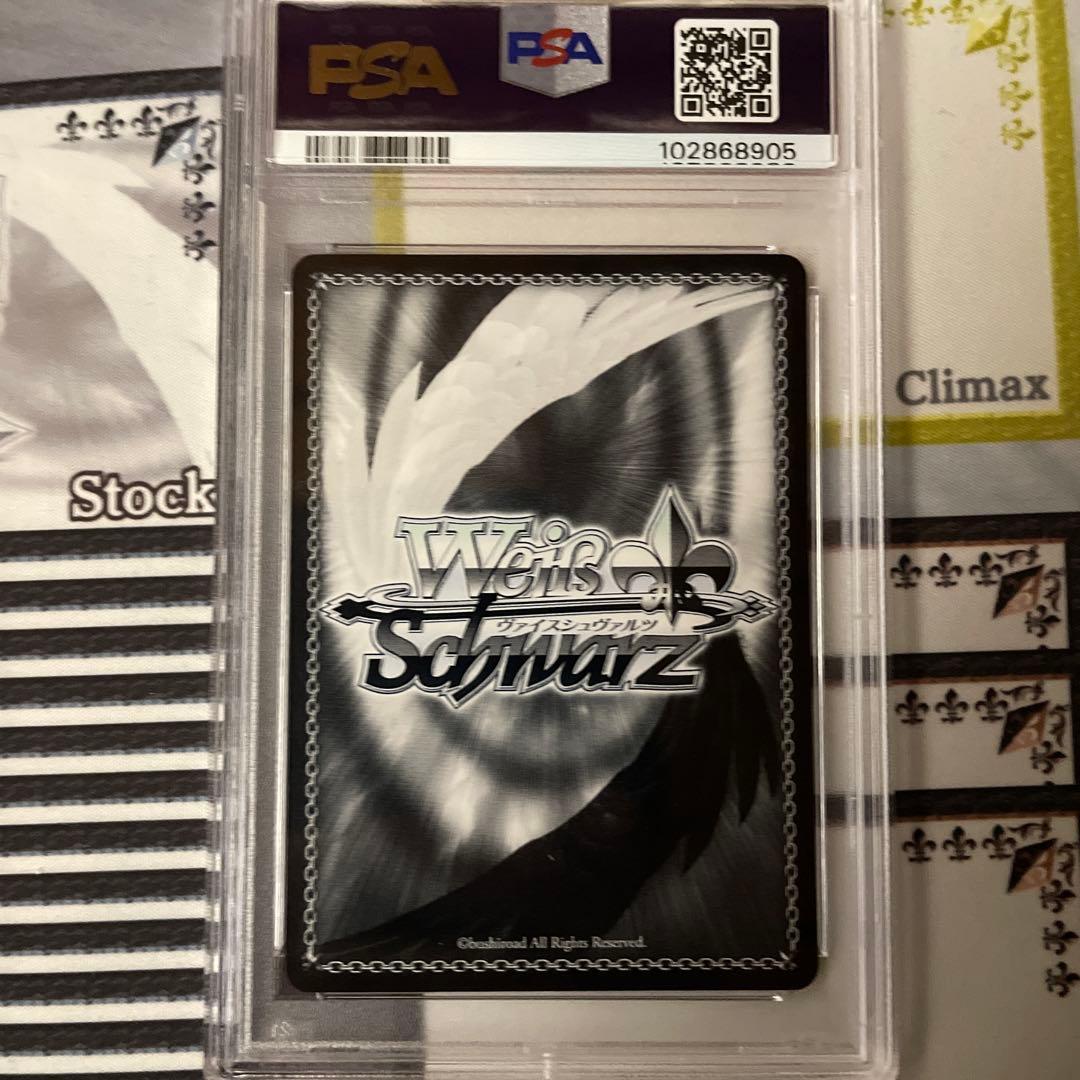 PSA PSA
102868905
Climax
Stock
Weiß
ヴァイスシュヴァルツ
Schwarz
©bushiroad All Rights Reserved.